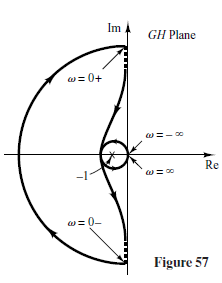 Im
GH Plane
ω = 0+
ω = – ∞
Re
–1
ω = ∞
ω = 0–
Figure 57